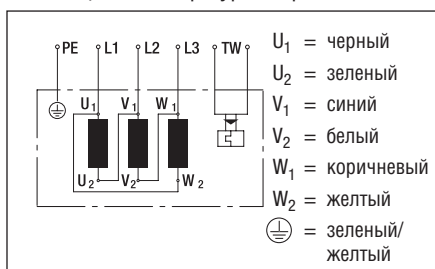 PE L1 L2 L3 TW
U1 V1 W1
U2 V2 W2
U1 = черный
U2 = зеленый
V1 = синий
V2 = белый
W1 = коричневый
W2 = желтый
= зеленый/
желтый